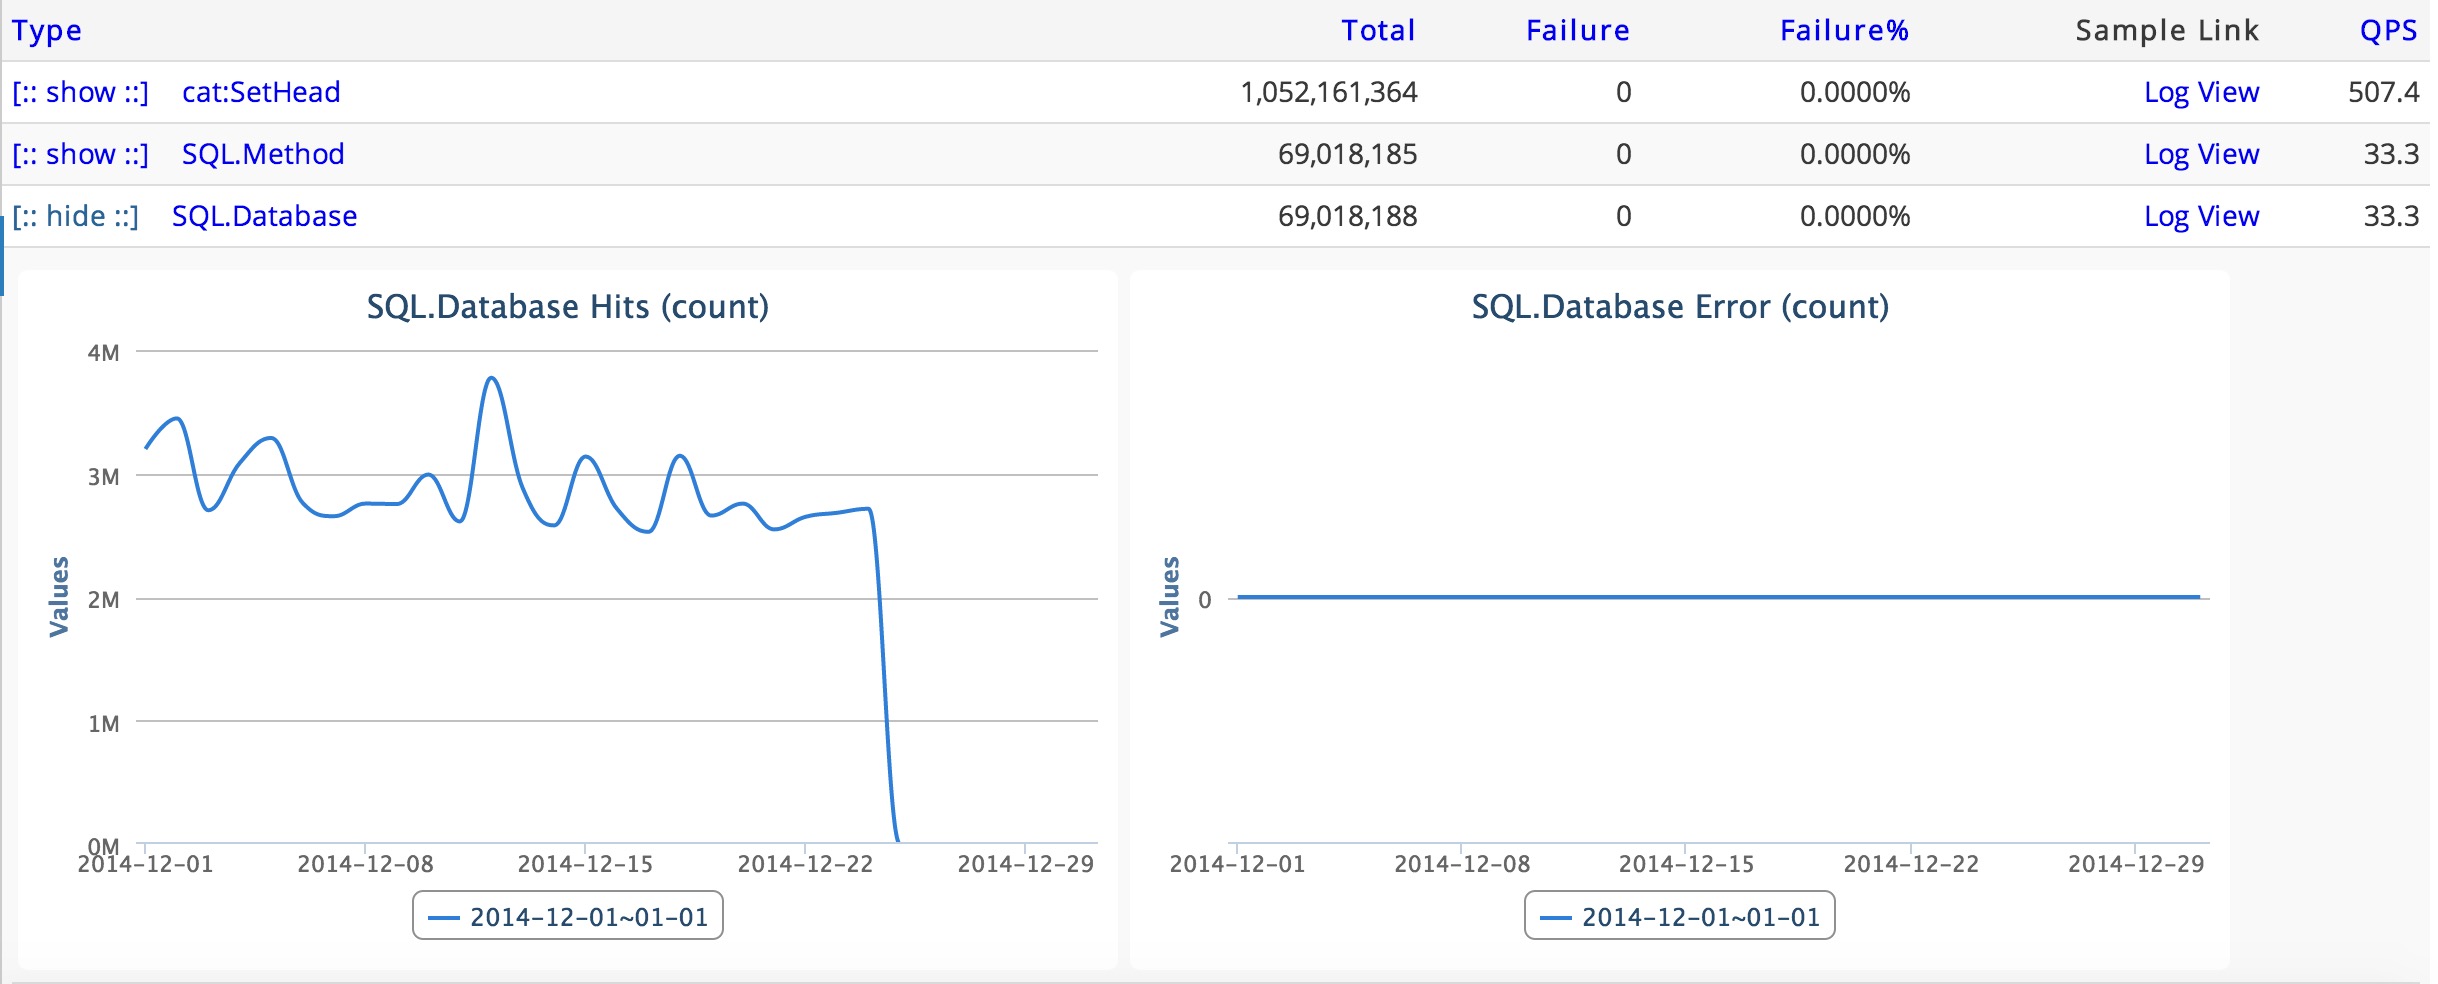 Type Total Failure Failure% Sample Link QPS
[:: show ::] cat:SetHead 1,052,161,364 0 0.0000% Log View 507.4
[:: show ::] SQL.Method 69,018,185 0 0.0000% Log View 33.3
[:: hide ::] SQL.Database 69,018,188 0 0.0000% Log View 33.3
SQL.Database Hits (count)
4M
3M
2M
1M
0M
Values
2014-12-01 2014-12-08 2014-12-15 2014-12-22 2014-12-29
2014-12-01~01-01
SQL.Database Error (count)
0
Values
2014-12-01 2014-12-08 2014-12-15 2014-12-22 2014-12-29
2014-12-01~01-01